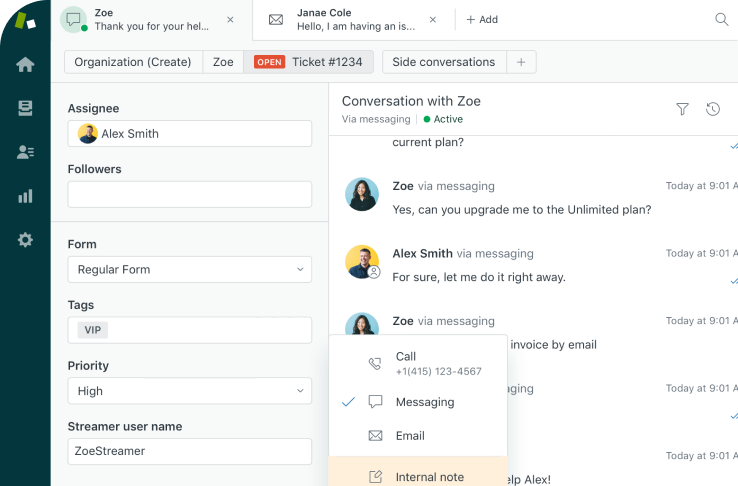 Zoe
Thank you for your hel...
Janae Cole
Hello, I am having an is...
+ Add
Organization (Create)
Zoe
OPEN Ticket #1234
Side conversations
+
Assignee
Alex Smith
Followers
Form
Regular Form
Tags
VIP
Priority
High
Streamer user name
ZoeStreamer
Conversation with Zoe
Via messaging
Active
current plan?
Zoe via messaging
Today at 9:01 A
Yes, can you upgrade me to the Unlimited plan?
Alex Smith via messaging
Today at 9:01 A
For sure, let me do it right away.
Zoe via messaging
Today at 9:01 A
invoice by email
Call
+1(415) 123-4567
Today at 9:01 A
Messaging
Email
Today at 9:01 A
Internal note
Alex!